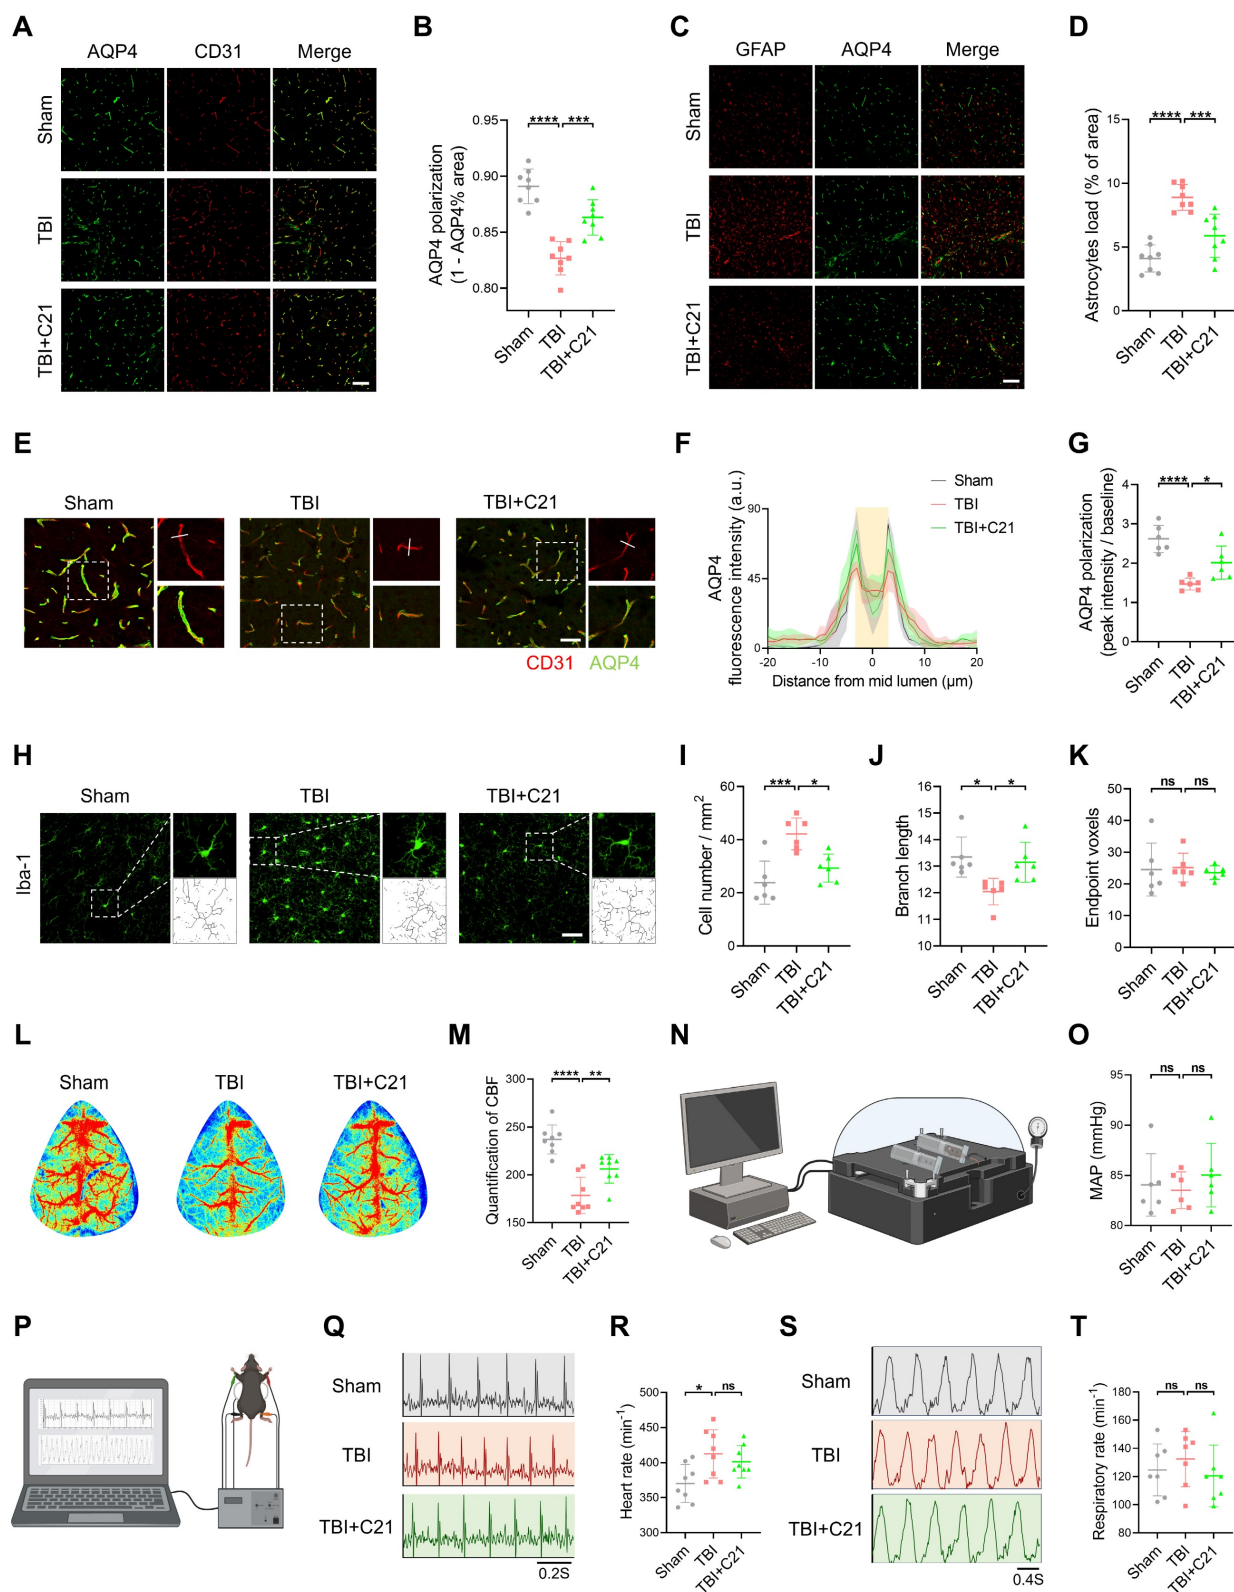 A
AQP4 CD31 Merge
Sham
TBI
TBI+C21
B
AQP4 polarization
(1 - AQP4% area)
0.95
0.90
0.85
0.80
**** ***
Sham TBI TBI+C21
C
GFAP AQP4 Merge
Sham
TBI
TBI+C21
D
Astrocytes load (% of area)
15
10
5
0
**** ***
Sham TBI TBI+C21
E
Sham TBI TBI+C21
CD31 AQP4
F
AQP4
fluorescence intensity (a.u.)
90
45
0
Sham
TBI
TBI+C21
-20 -10 0 10 20
Distance from mid lumen (μm)
G
AQP4 polarization
(peak intensity / baseline)
4
3
2
1
0
**** *
Sham TBI TBI+C21
H
Sham TBI TBI+C21
Iba-1
I
Cell number / mm²
60
40
20
0
*** *
Sham TBI TBI+C21
J
Branch length
16
15
14
13
12
11
10
* *
Sham TBI TBI+C21
K
Endpoint voxels
50
40
30
20
10
0
ns ns
Sham TBI TBI+C21
L
Sham TBI TBI+C21
M
Quantification of CBF
300
250
200
150
**** **
Sham TBI TBI+C21
N
O
MAP (mmHg)
95
90
85
80
ns ns
Sham TBI TBI+C21
P
Q
Sham
TBI
TBI+C21
0.2S
R
Heart rate (min⁻¹)
500
450
400
350
300
* ns
Sham TBI TBI+C21
S
Sham
TBI
TBI+C21
0.4S
T
Respiratory rate (min⁻¹)
180
160
140
120
100
80
ns ns
Sham TBI TBI+C21